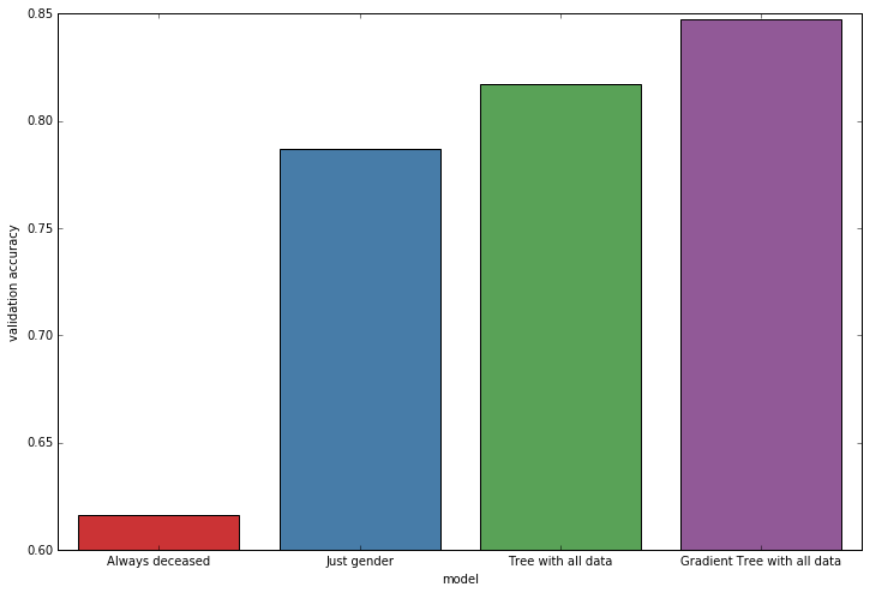 0.85
0.80
0.75
0.70
0.65
0.60
validation accuracy
Always deceased
Just gender
Tree with all data
Gradient Tree with all data
model